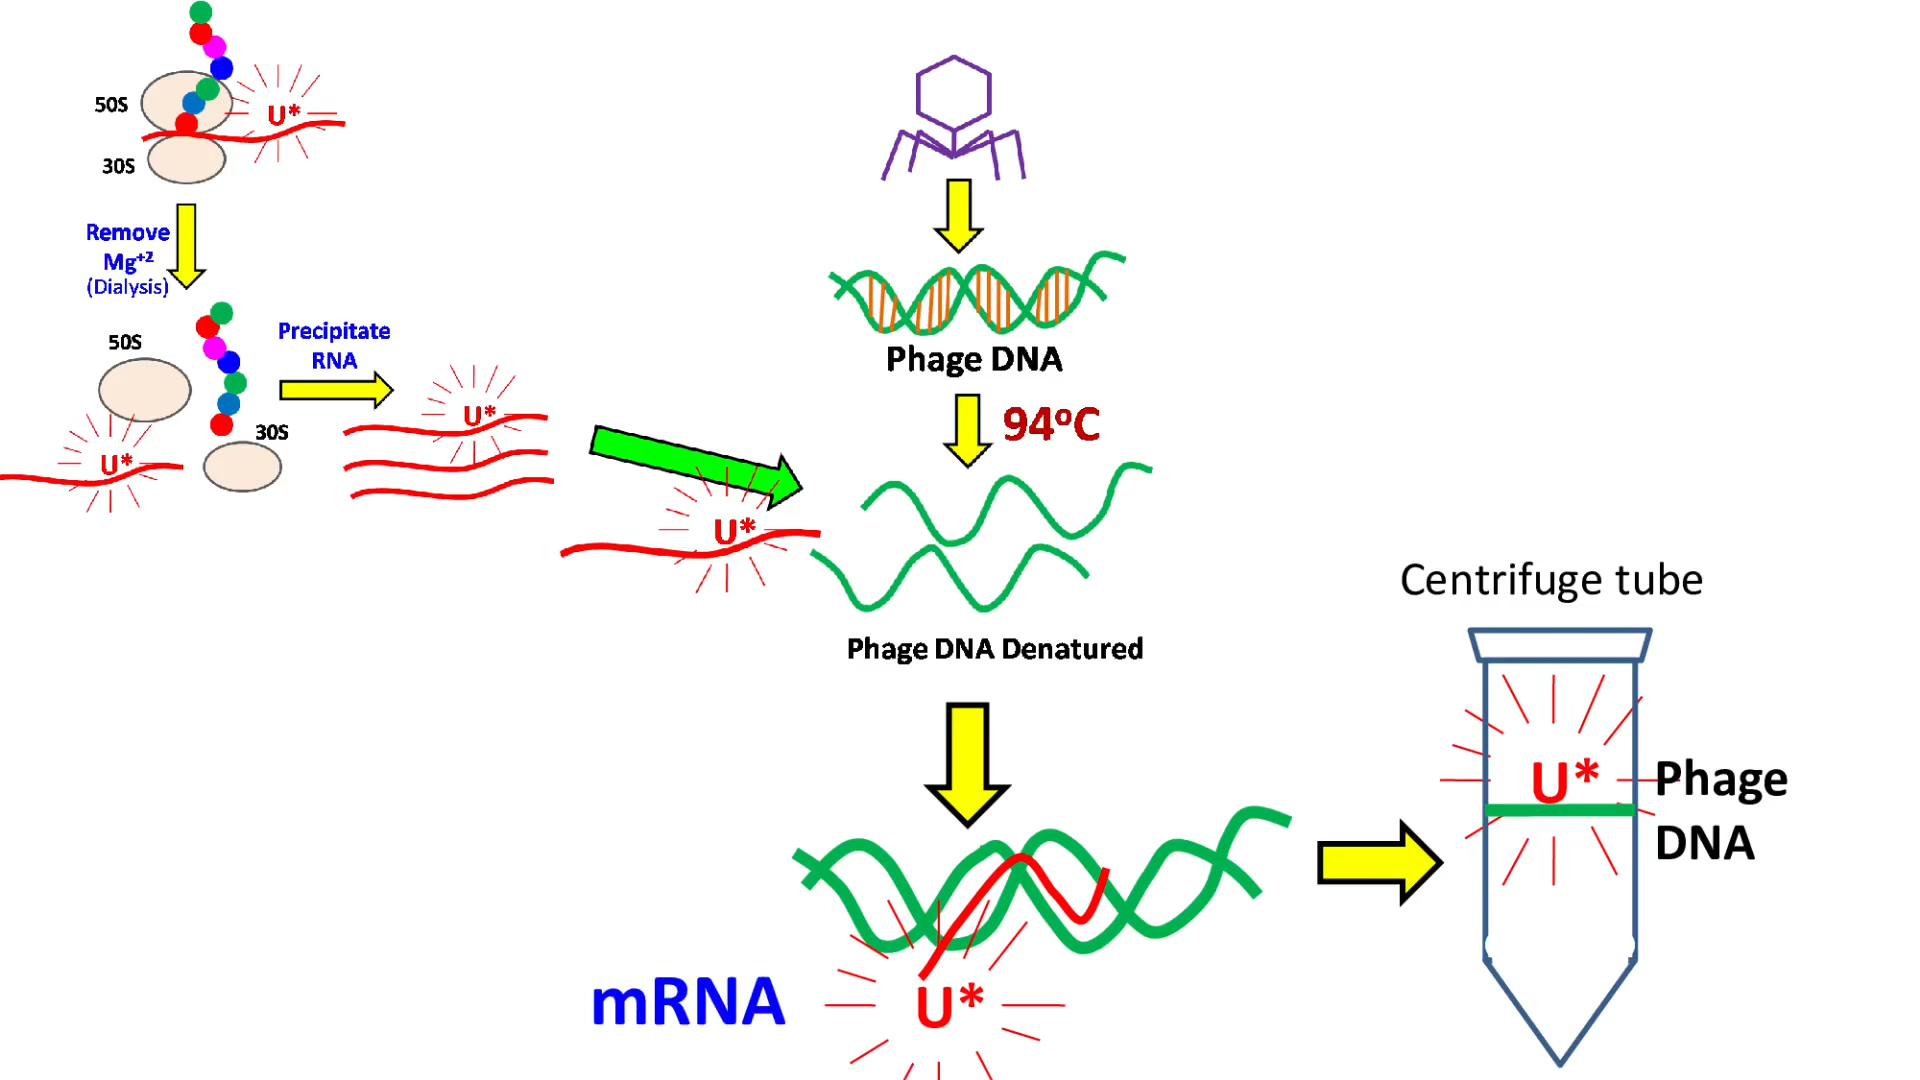 50S
U*
30S
Remove
Mg+2
(Dialysis)
50S
U*
30S
Precipitate
RNA
U*
U*
Phage DNA
94oC
Phage DNA Denatured
mRNA
U*
Centrifuge tube
U*
Phage
DNA